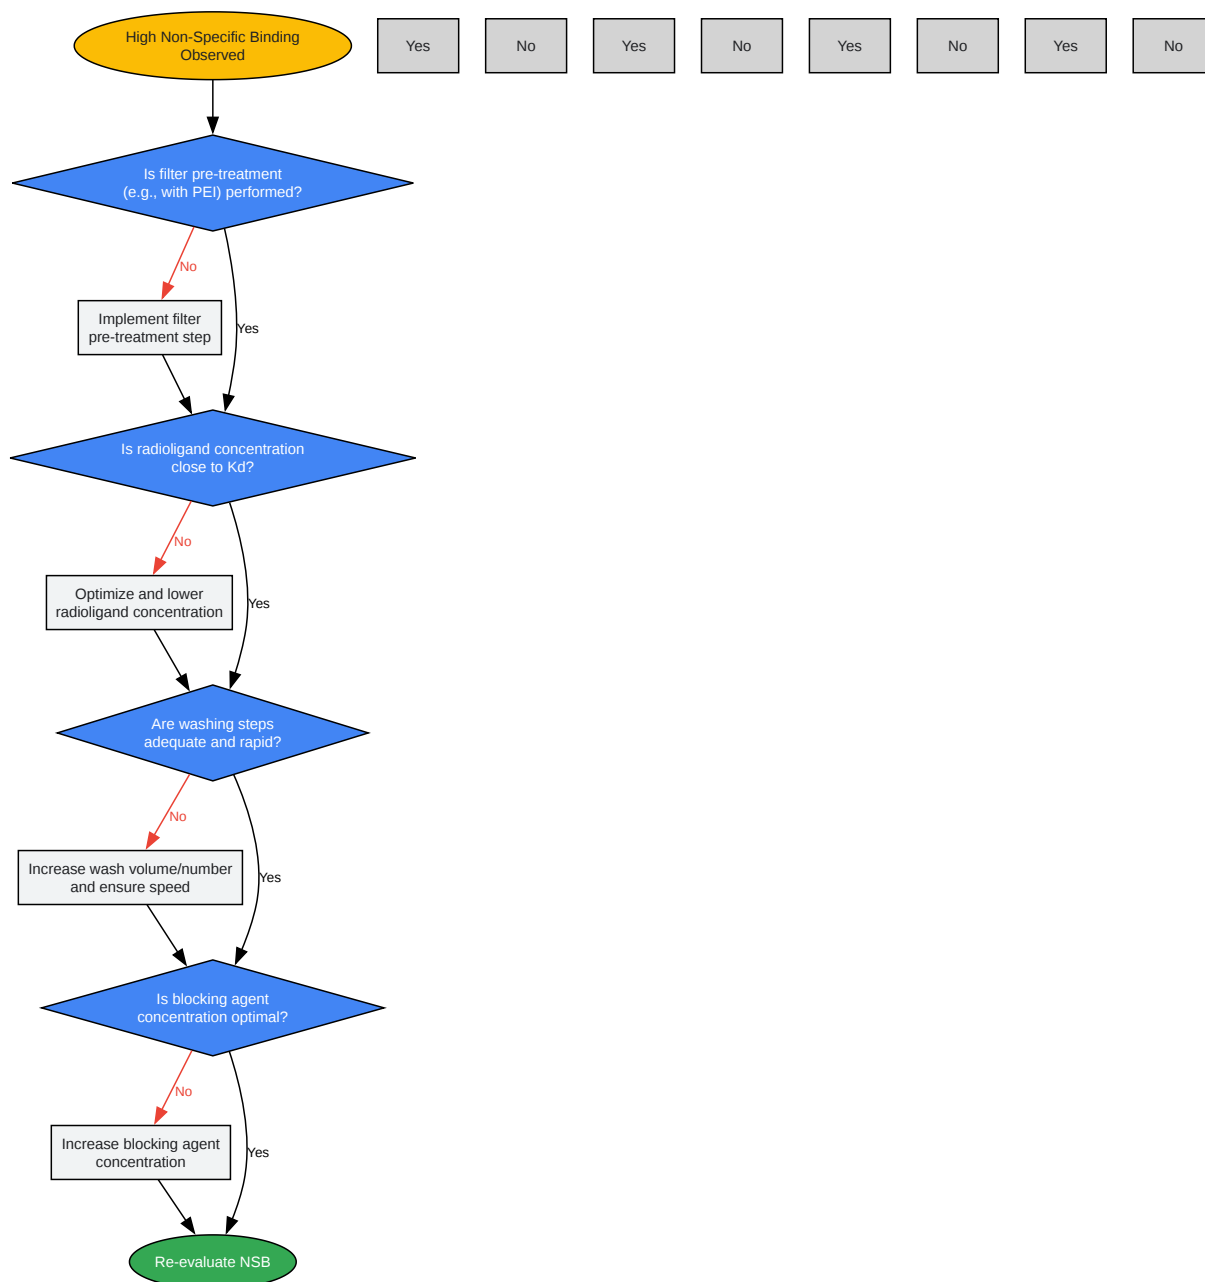 High Non-Specific Binding
Observed
Yes
No
Yes
No
Yes
No
Yes
No
Is filter pre-treatment
(e.g., with PEI) performed?
No
Implement filter
pre-treatment step
Yes
Is radioligand concentration
close to Kd?
No
Optimize and lower
radioligand concentration
Yes
Are washing steps
adequate and rapid?
No
Increase wash volume/number
and ensure speed
Yes
Is blocking agent
concentration optimal?
No
Increase blocking agent
concentration
Yes
Re-evaluate NSB